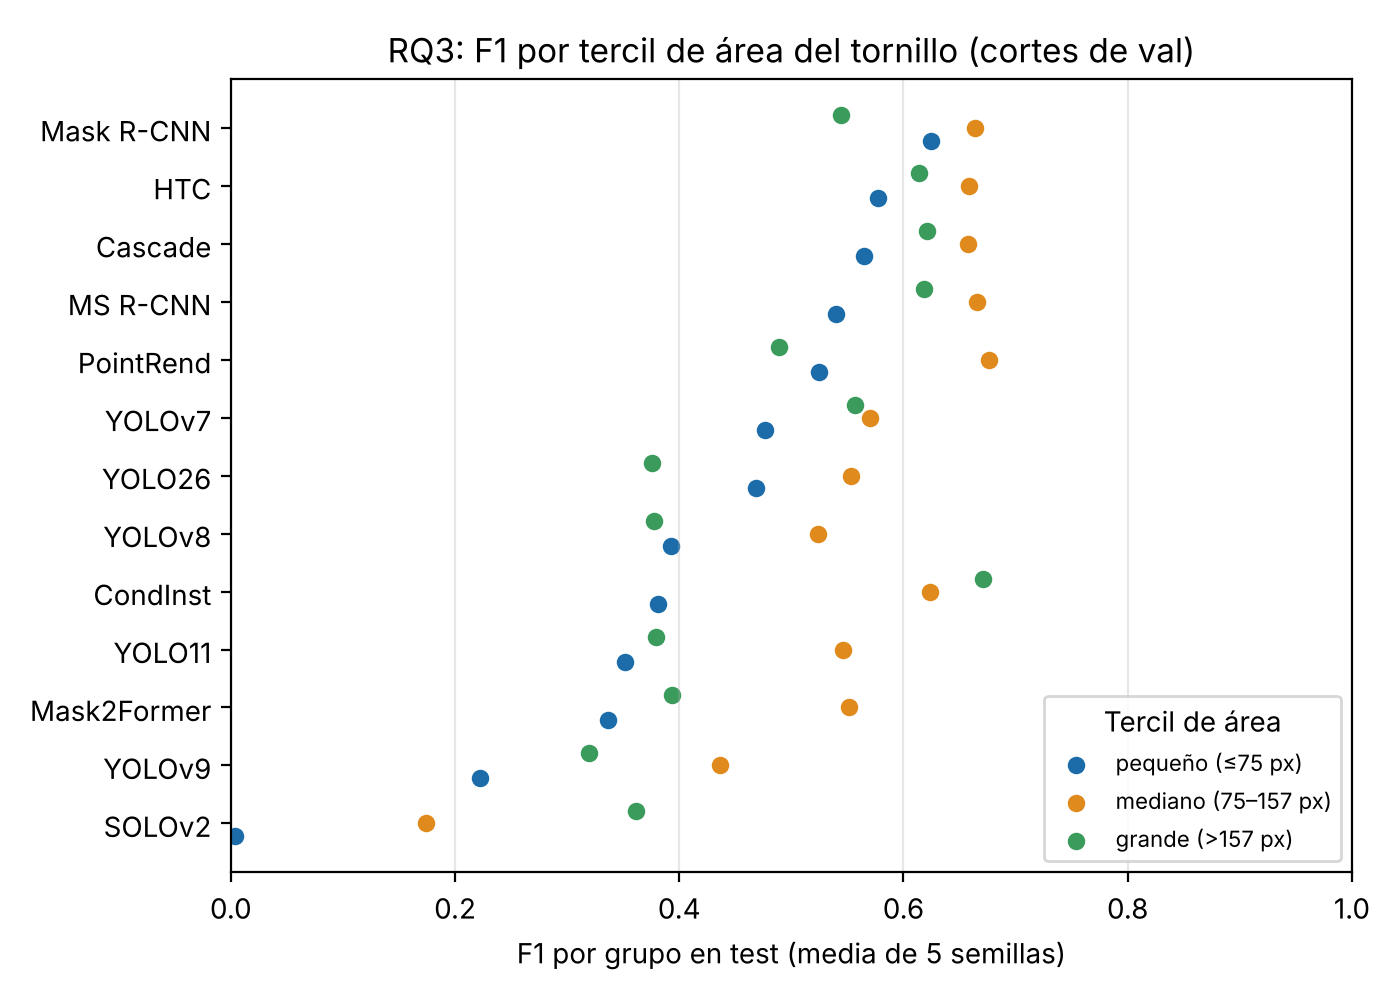 RQ3: F1 por tercil de área del tornillo (cortes de val)
Mask R-CNN
HTC
Cascade
MS R-CNN
PointRend
YOLOv7
YOLO26
YOLOv8
CondInst
YOLO11
Mask2Former
YOLOv9
SOLOv2
Tercil de área
pequeño (≤75 px)
mediano (75–157 px)
grande (>157 px)
0.0 0.2 0.4 0.6 0.8 1.0
F1 por grupo en test (media de 5 semillas)